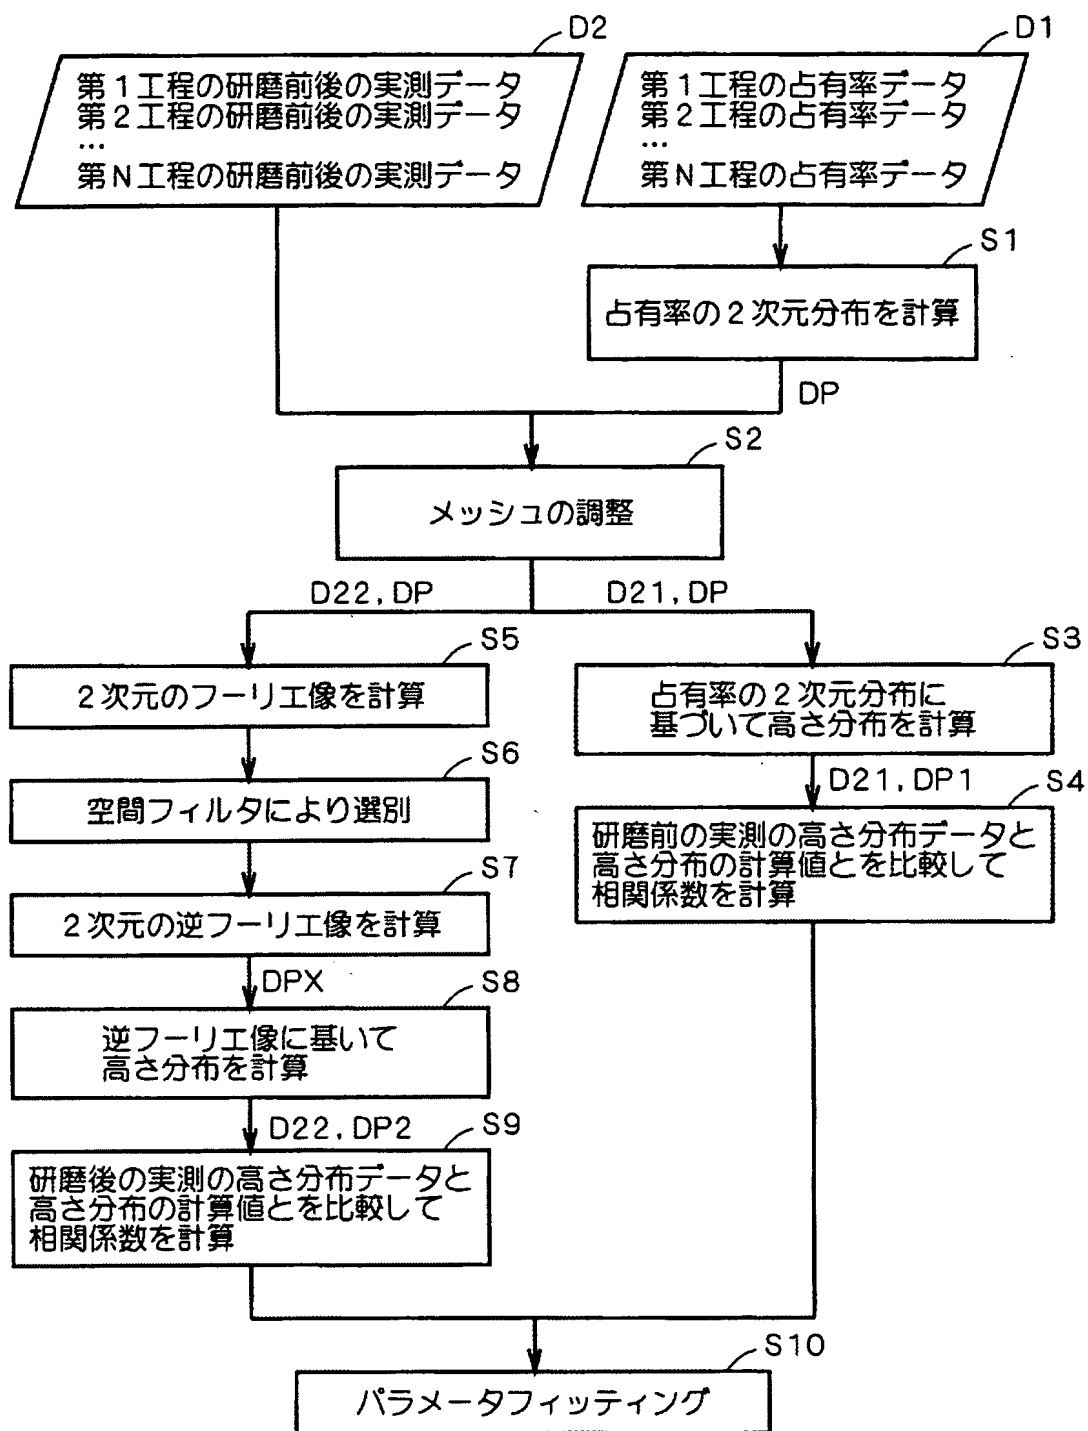 D2
第1工程の研磨前後の実測データ
第2工程の研磨前後の実測データ
…
第N工程の研磨前後の実測データ
D1
第1工程の占有率データ
第2工程の占有率データ
…
第N工程の占有率データ
S1
占有率の2次元分布を計算
DP
S2
メッシュの調整
D22,DP
D21,DP
S5
2次元のフーリエ像を計算
S6
空間フィルタにより選別
S7
2次元の逆フーリエ像を計算
DPX
S8
逆フーリエ像に基いて
高さ分布を計算
D22,DP2
S9
研磨後の実測の高さ分布データと
高さ分布の計算値とを比較して
相関係数を計算
S3
占有率の2次元分布に
基づいて高さ分布を計算
D21,DP1
S4
研磨前の実測の高さ分布データと
高さ分布の計算値とを比較して
相関係数を計算
S10
パラメータフィッティング